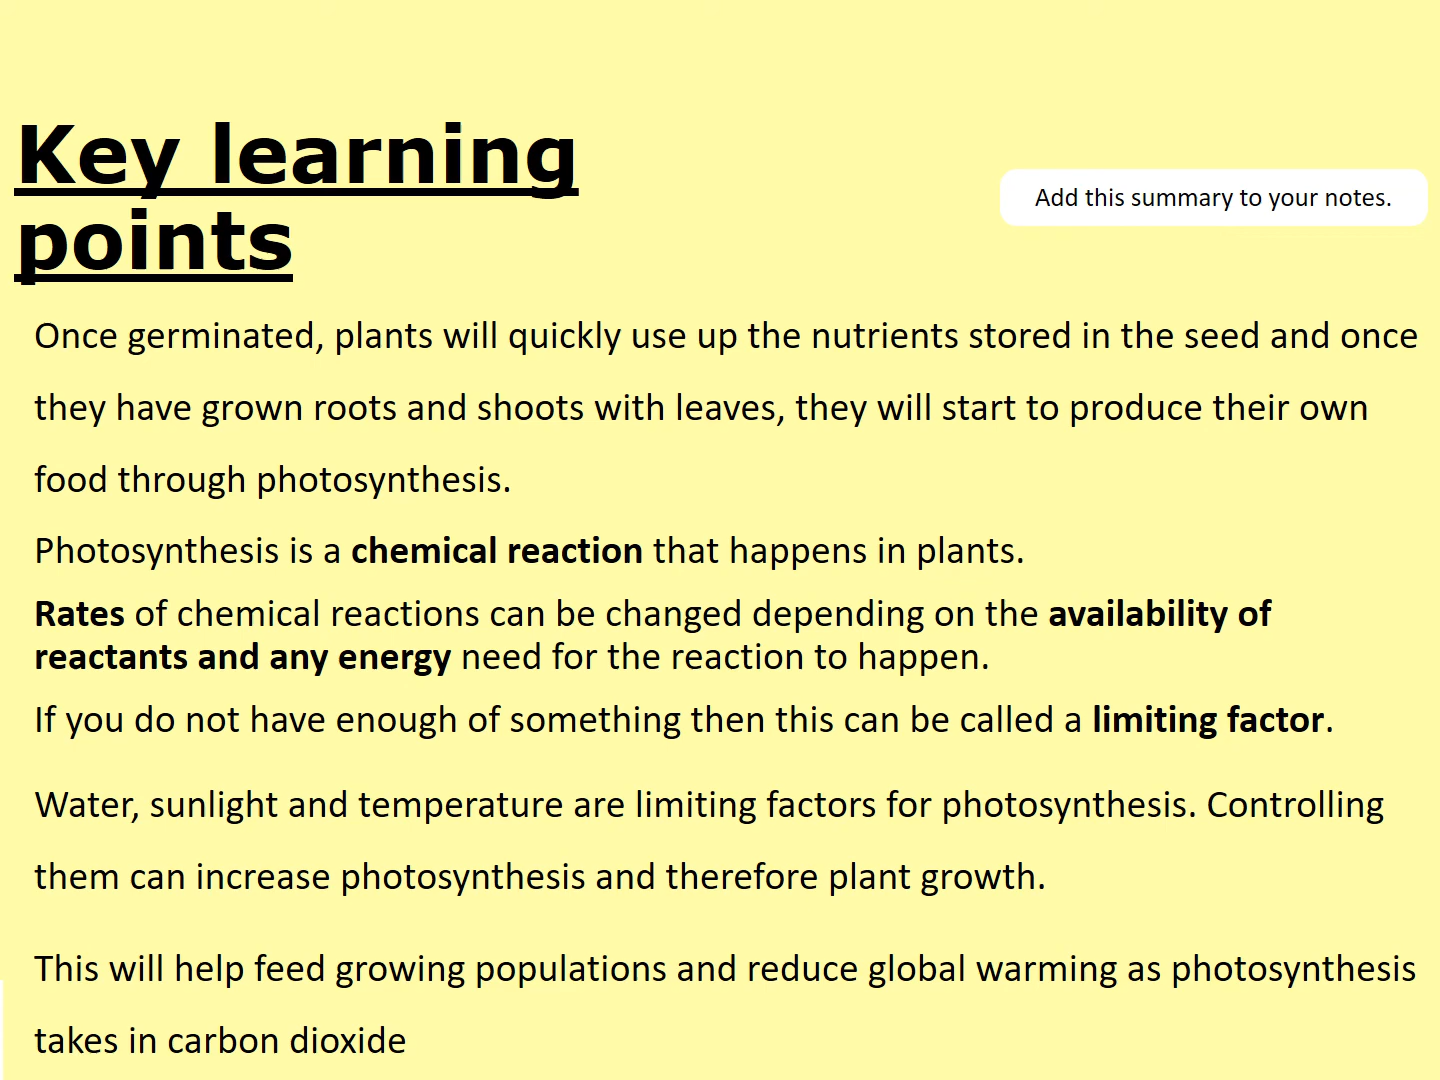 Key learning
points
Add this summary to your notes.
Once germinated, plants will quickly use up the nutrients stored in the seed and once
they have grown roots and shoots with leaves, they will start to produce their own
food through photosynthesis.
Photosynthesis is a chemical reaction that happens in plants.
Rates of chemical reactions can be changed depending on the availability of
reactants and any energy need for the reaction to happen.
If you do not have enough of something then this can be called a limiting factor.
Water, sunlight and temperature are limiting factors for photosynthesis. Controlling
them can increase photosynthesis and therefore plant growth.
This will help feed growing populations and reduce global warming as photosynthesis
takes in carbon dioxide